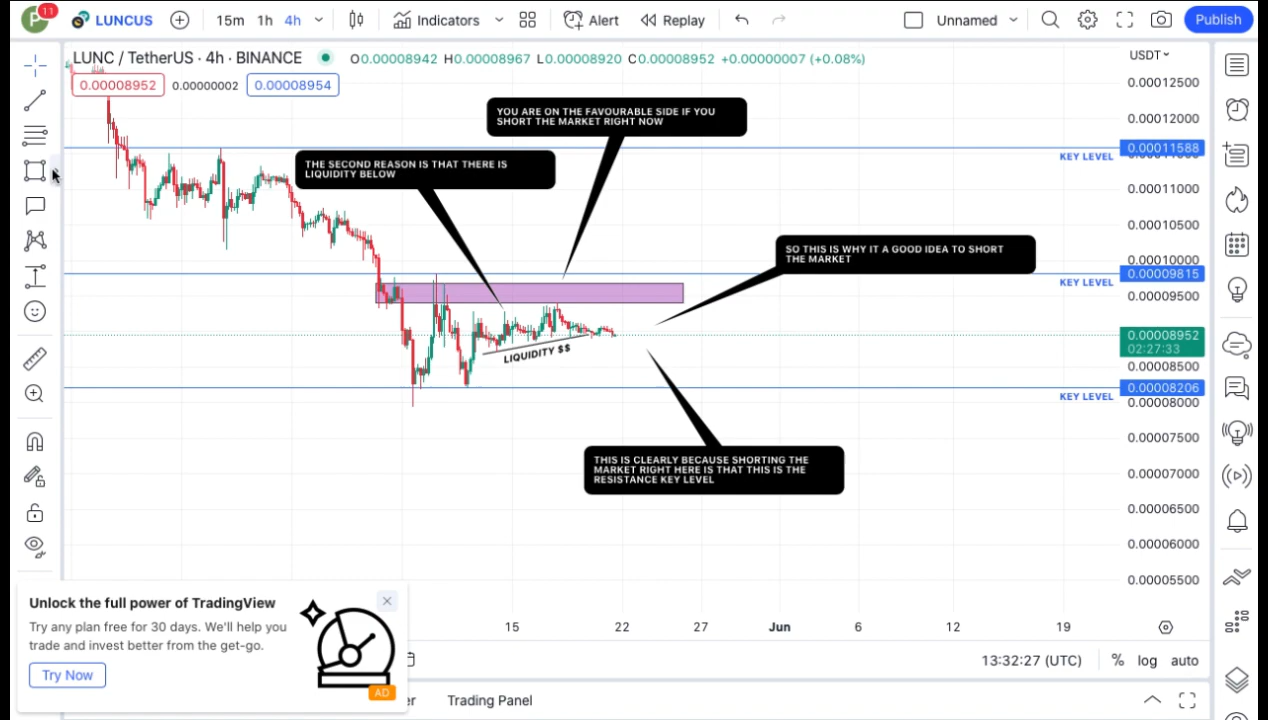 P 11 LUNCUS 15m 1h 4h Indicators Alert Replay Unnamed Publish
LUNC / TetherUS · 4h · BINANCE O0.00008942 H0.00008967 L0.00008920 C0.00008952 +0.00000007 (+0.08%) USDT
0.00008952 0.00000002 0.00008954
0.00012500
YOU ARE ON THE FAVOURABLE SIDE IF YOU
SHORT THE MARKET RIGHT NOW
0.00012000
0.00011588
KEY LEVEL
THE SECOND REASON IS THAT THERE IS
LIQUIDITY BELOW
0.00011000
0.00010500
SO THIS IS WHY IT A GOOD IDEA TO SHORT
THE MARKET
0.00010000
0.00009815
KEY LEVEL
0.00009500
0.00008952
02:27:33
LIQUIDITY $$
0.00008500
0.00008206
KEY LEVEL
0.00008000
0.00007500
THIS IS CLEARLY BECAUSE SHORTING THE
MARKET RIGHT HERE IS THAT THIS IS THE
RESISTANCE KEY LEVEL
0.00007000
0.00006500
0.00006000
0.00005500
15 22 27 Jun 6 12 19
Unlock the full power of TradingView
Try any plan free for 30 days. We'll help you
trade and invest better from the get-go.
Try Now
AD
13:32:27 (UTC) % log auto
Trading Panel